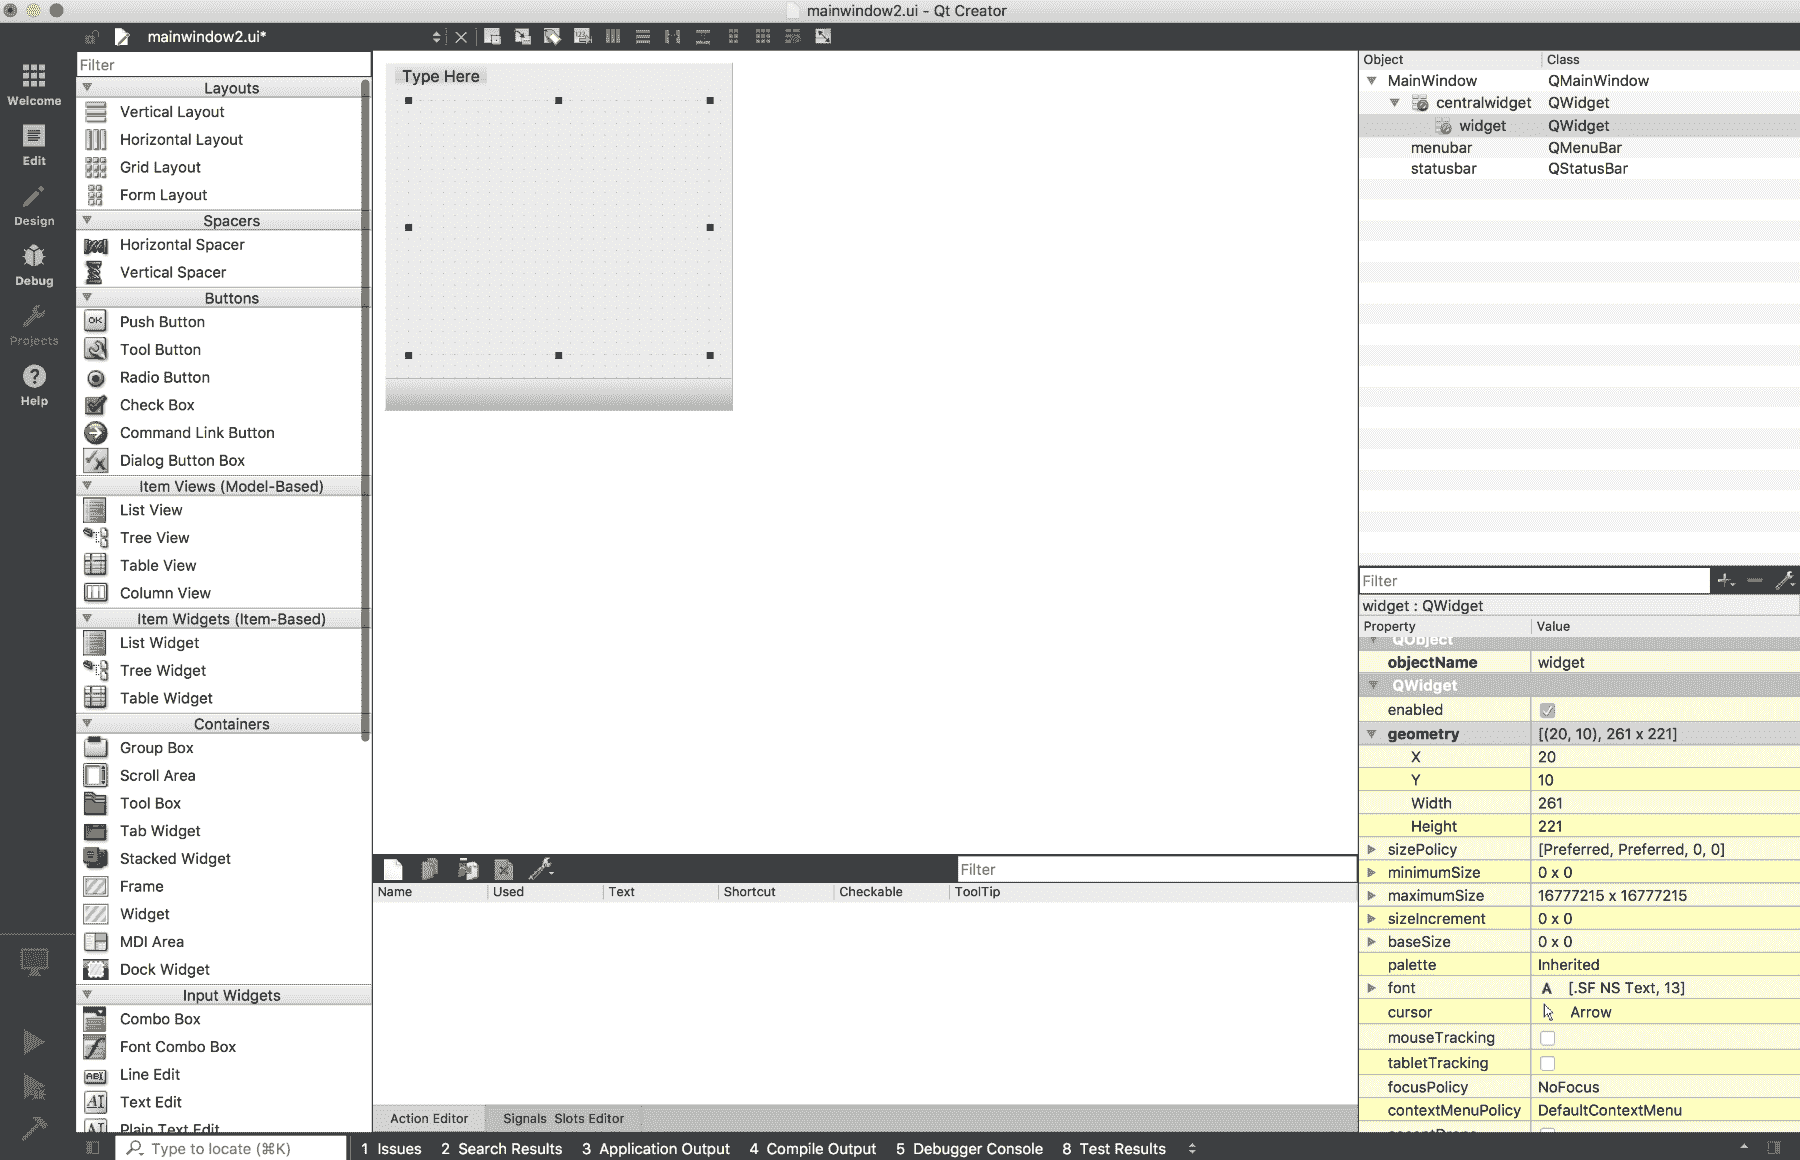 mainwindow2.ui - Qt Creator
mainwindow2.ui*
Welcome
Edit
Design
Debug
Projects
Help
Filter
Layouts
Vertical Layout
Horizontal Layout
Grid Layout
Form Layout
Spacers
Horizontal Spacer
Vertical Spacer
Buttons
OK Push Button
Tool Button
Radio Button
Check Box
Command Link Button
Dialog Button Box
Item Views (Model-Based)
List View
Tree View
Table View
Column View
Item Widgets (Item-Based)
List Widget
Tree Widget
Table Widget
Containers
Group Box
Scroll Area
Tool Box
Tab Widget
Stacked Widget
Frame
Widget
MDI Area
Dock Widget
Input Widgets
Combo Box
Font Combo Box
ABI Line Edit
AI Text Edit
AI Plain Text Edit
Type Here
Filter
Name Used Text Shortcut Checkable ToolTip
Action Editor Signals Slots Editor
Object Class
MainWindow QMainWindow
centralwidget QWidget
widget QWidget
menubar QMenuBar
statusbar QStatusBar
Filter
widget : QWidget
Property Value
QObject
objectName widget
QWidget
enabled
geometry [(20, 10), 261 x 221]
X 20
Y 10
Width 261
Height 221
sizePolicy [Preferred, Preferred, 0, 0]
minimumSize 0 x 0
maximumSize 16777215 x 16777215
sizeIncrement 0 x 0
baseSize 0 x 0
palette Inherited
font A [.SF NS Text, 13]
cursor Arrow
mouseTracking
tabletTracking
focusPolicy NoFocus
contextMenuPolicy DefaultContextMenu
Type to locate (⌘K) 1 Issues 2 Search Results 3 Application Output 4 Compile Output 5 Debugger Console 8 Test Results